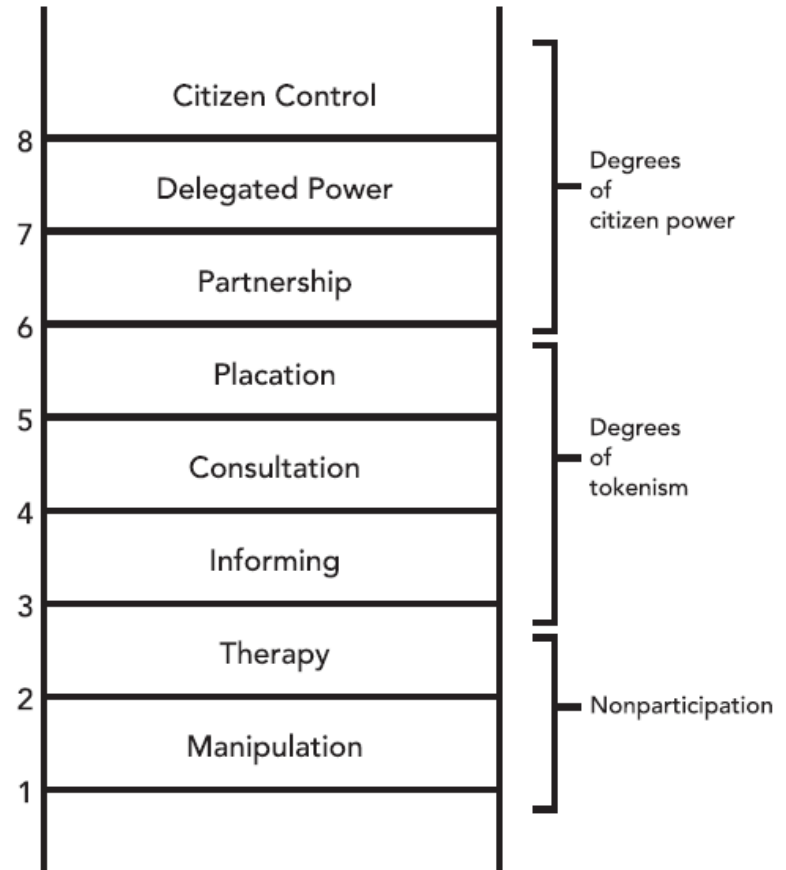 Citizen Control
8
Delegated Power
7
Partnership
6
Placation
5
Consultation
4
Informing
3
Therapy
2
Manipulation
1
Degrees
of
citizen power
Degrees
of
tokenism
Nonparticipation